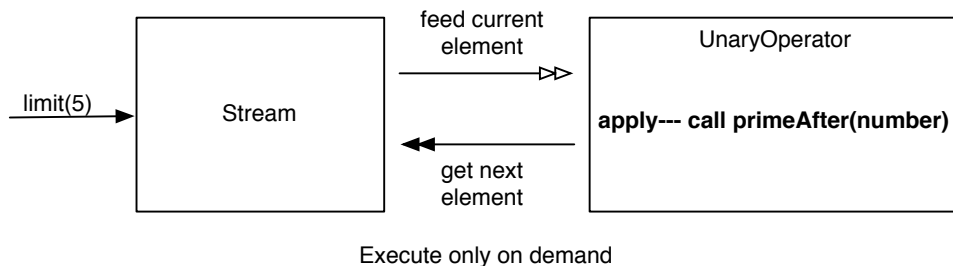 feed current
element
UnaryOperator
limit(5)
Stream
apply--- call primeAfter(number)
get next
element
Execute only on demand